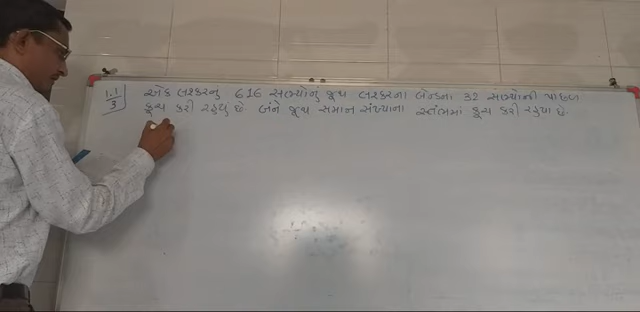 1.1
3
એક લશ્કરનું 616 સભ્યોનું જૂથ લશ્કરના બેન્ડના 32 સભ્યોની પાછળ
કૂચ કરી રહ્યું છે. બંને જૂથ સમાન સંખ્યાના સ્તંભમાં કૂચ કરી રહ્યા છે.